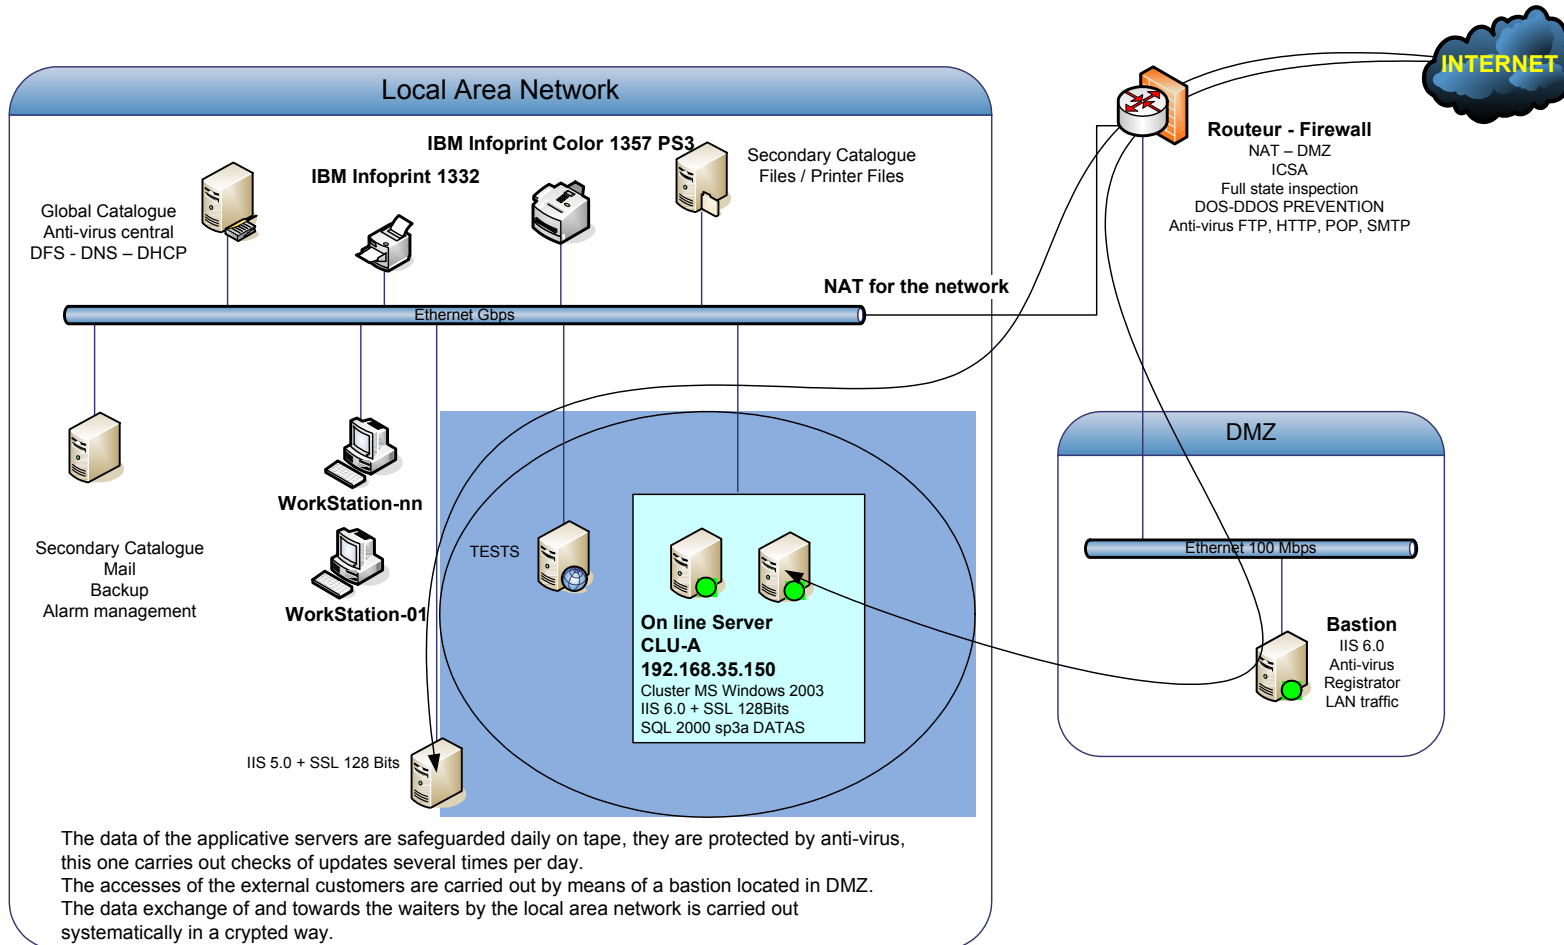 INTERNET
Local Area Network
Routeur - Firewall
NAT – DMZ
ICSA
Full state inspection
DOS-DDOS PREVENTION
Anti-virus FTP, HTTP, POP, SMTP
IBM Infoprint Color 1357 PS3
Secondary Catalogue
Files / Printer Files
IBM Infoprint 1332
Global Catalogue
Anti-virus central
DFS - DNS – DHCP
NAT for the network
Ethernet Gbps
DMZ
WorkStation-nn
Secondary Catalogue
Mail
Backup
Alarm management
WorkStation-01
TESTS
Ethernet 100 Mbps
On line Server
CLU-A
192.168.35.150
Cluster MS Windows 2003
IIS 6.0 + SSL 128Bits
SQL 2000 sp3a DATAS
Bastion
IIS 6.0
Anti-virus
Registrator
LAN traffic
IIS 5.0 + SSL 128 Bits
The data of the applicative servers are safeguarded daily on tape, they are protected by anti-virus,
this one carries out checks of updates several times per day.
The accesses of the external customers are carried out by means of a bastion located in DMZ.
The data exchange of and towards the waiters by the local area network is carried out
systematically in a crypted way.